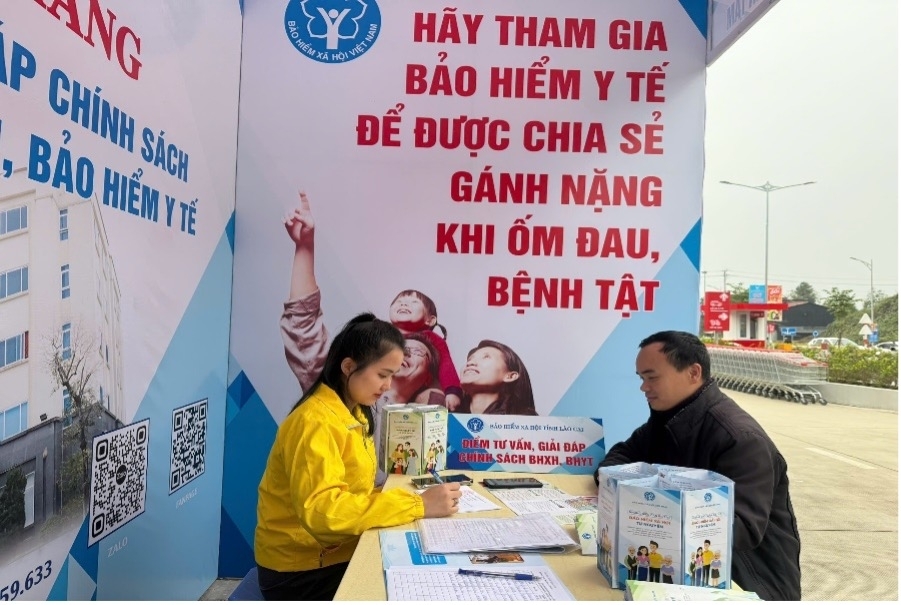 ANG
ÁP CHÍNH SÁCH
, BẢO HIỂM Y TẾ
ZALO
FANPAGE
59.633
BẢO HIỂM XÃ HỘI VIỆT NAM
HÃY THAM GIA
BẢO HIỂM Y TẾ
ĐỂ ĐƯỢC CHIA SẺ
GÁNH NẶNG
KHI ỐM ĐAU,
BỆNH TẬT
BẢO HIỂM XÃ HỘI TỈNH LÀO CAI
ĐIỂM TƯ VẤN, GIẢI ĐÁP
CHÍNH SÁCH BHXH, BHYT